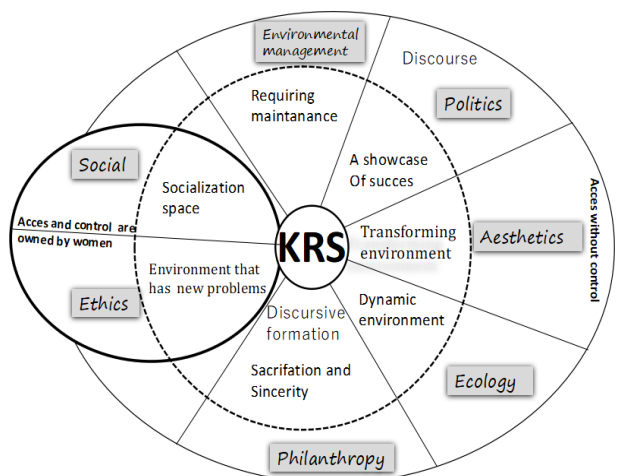 Environmental
management
Discourse
Politics
Requiring
maintanance
A showcase
Of succes
Social
Socialization
space
Acces and control are
owned by women
KRS
Transforming
environment
Aesthetics
Acces without control
Environment that
has new problems
Ethics
Dynamic
environment
Discursive
formation
Sacrifation and
Sincerity
Ecology
Philanthropy